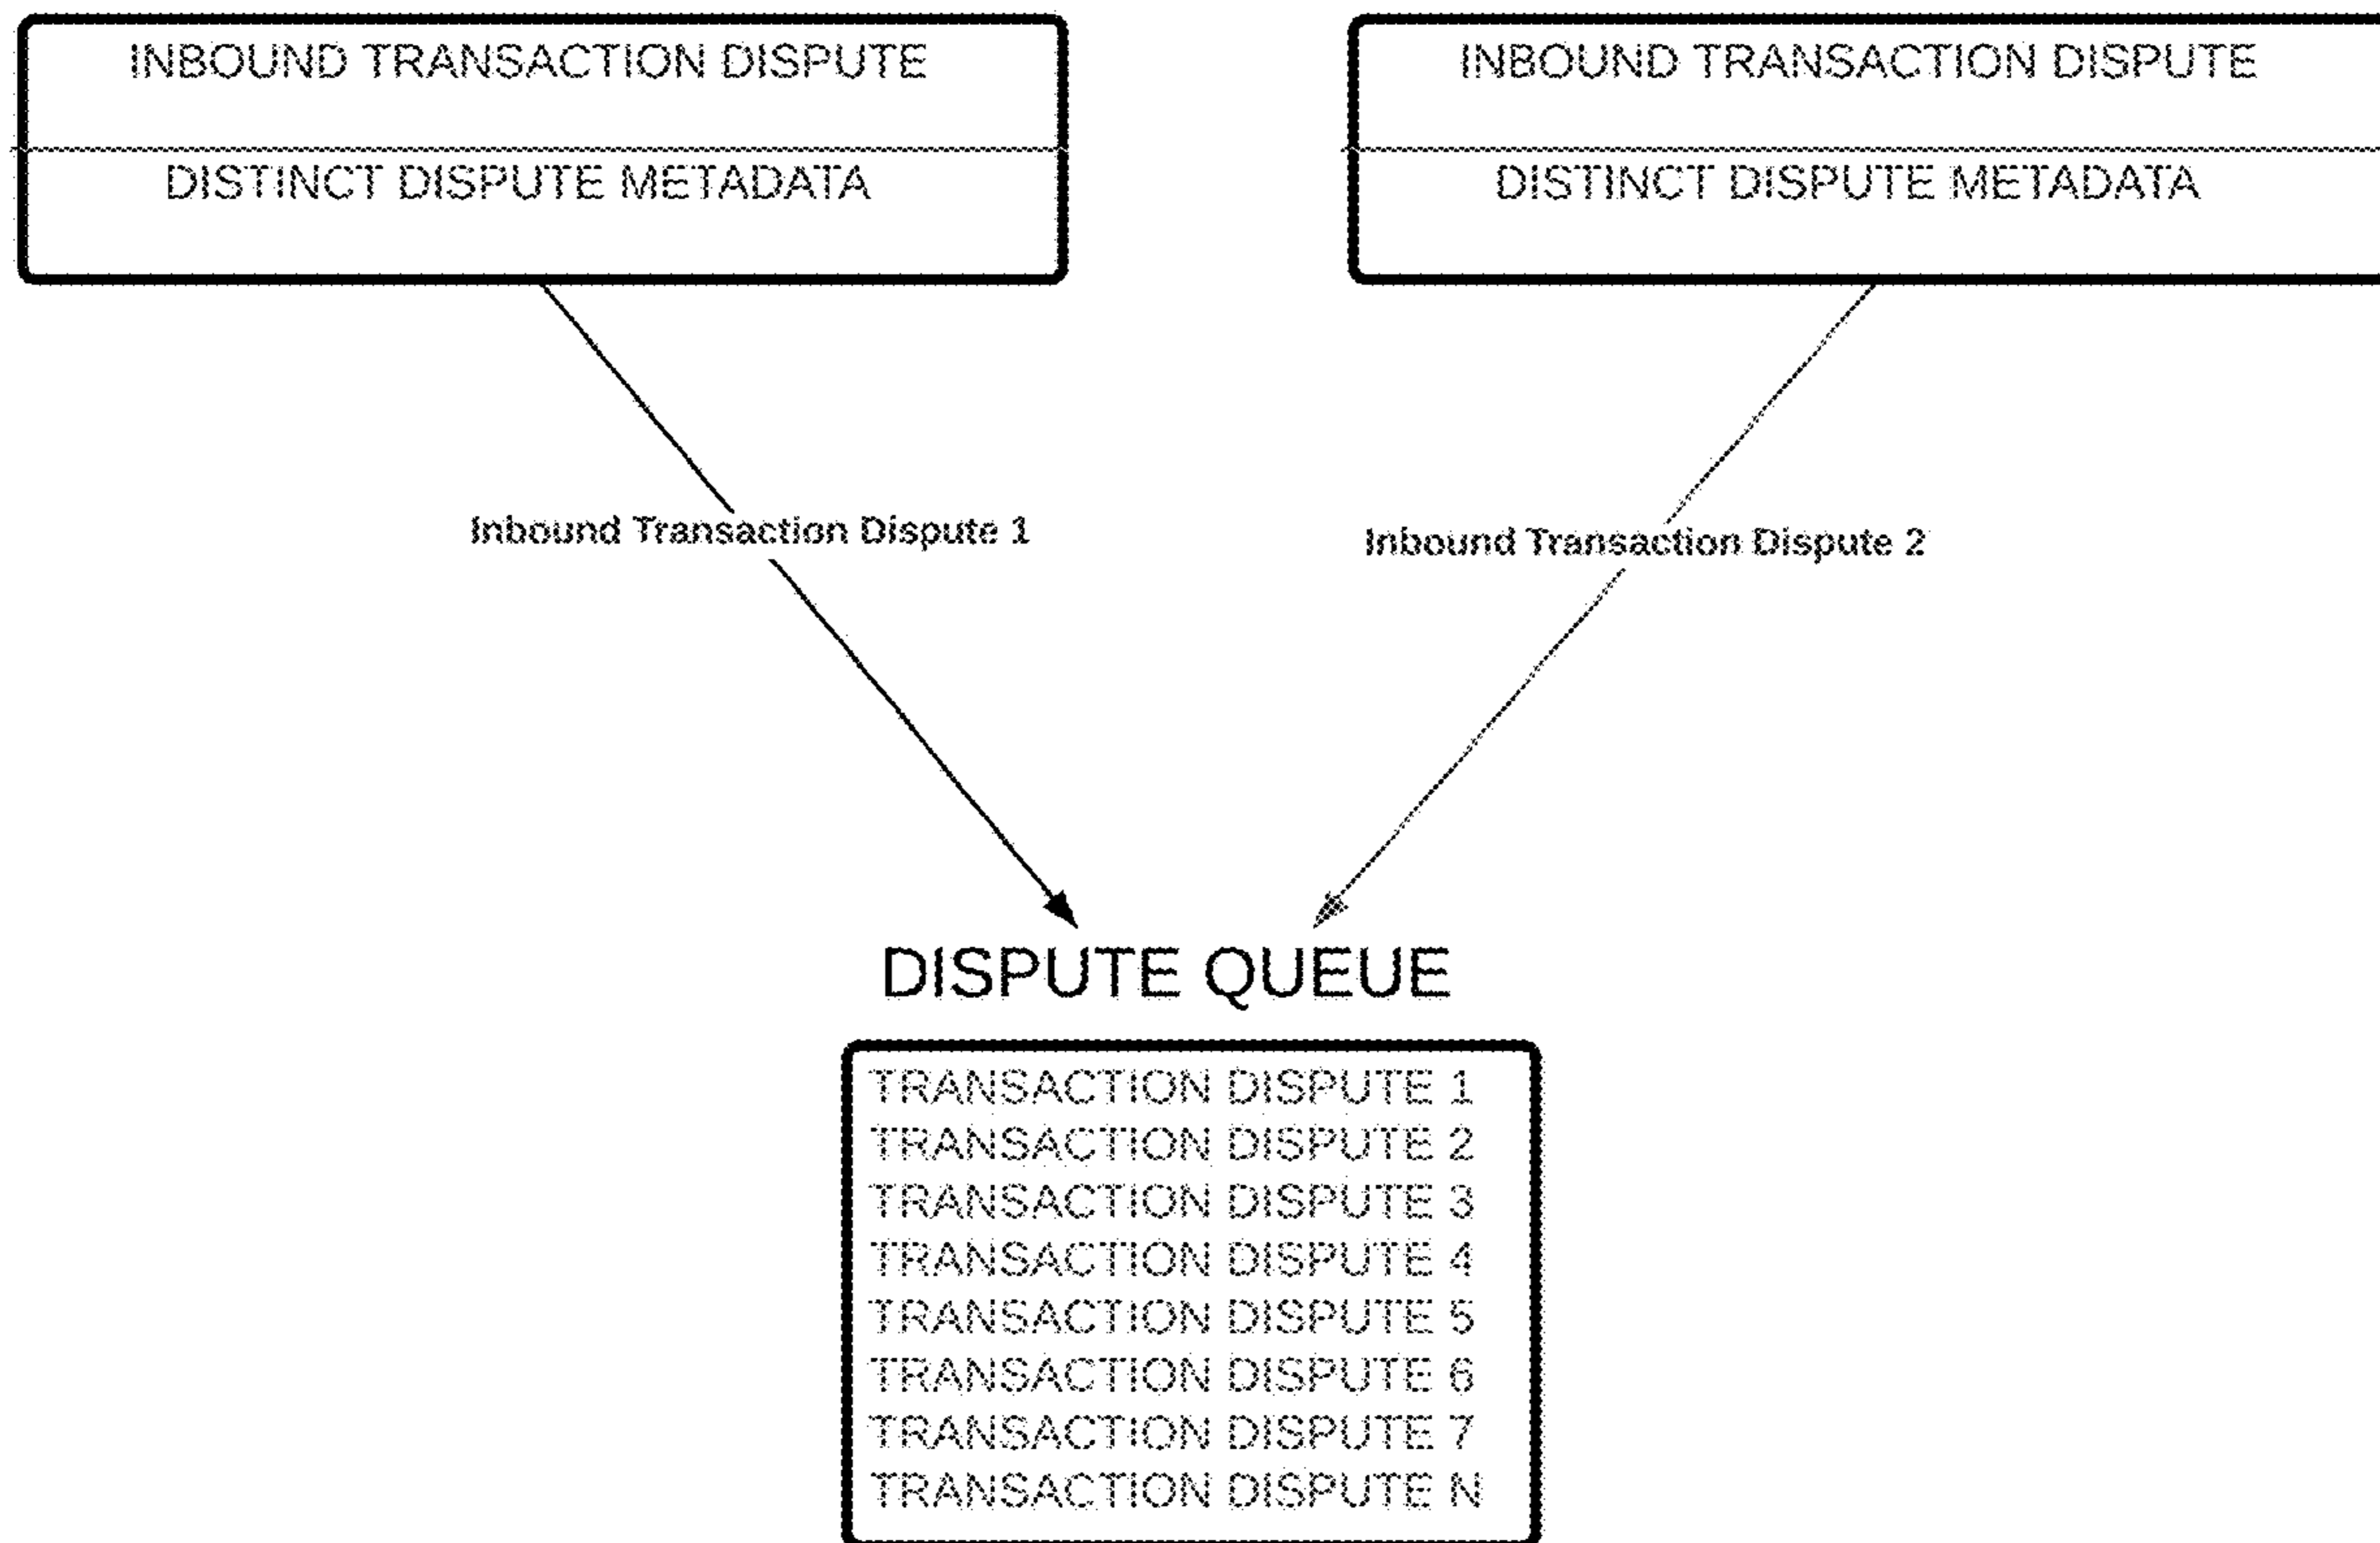 INBOUND TRANSACTION DISPUTE
DISTINCT DISPUTE METADATA
INBOUND TRANSACTION DISPUTE
DISTINCT DISPUTE METADATA
Inbound Transaction Dispute 1
Inbound Transaction Dispute 2
DISPUTE QUEUE
TRANSACTION DISPUTE 1
TRANSACTION DISPUTE 2
TRANSACTION DISPUTE 3
TRANSACTION DISPUTE 4
TRANSACTION DISPUTE 5
TRANSACTION DISPUTE 6
TRANSACTION DISPUTE 7
TRANSACTION DISPUTE N